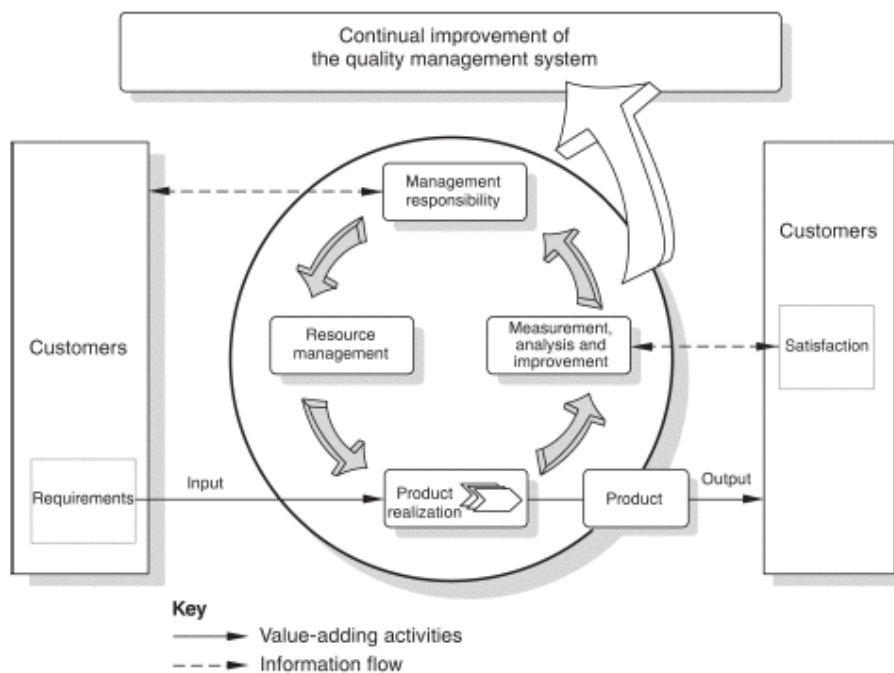 Continual improvement of
the quality management system
Management
responsibility
Customers
Resource
management
Measurement,
analysis and
improvement
Customers
Satisfaction
Requirements
Input
Product
realization
Product
Output
Key
Value-adding activities
Information flow